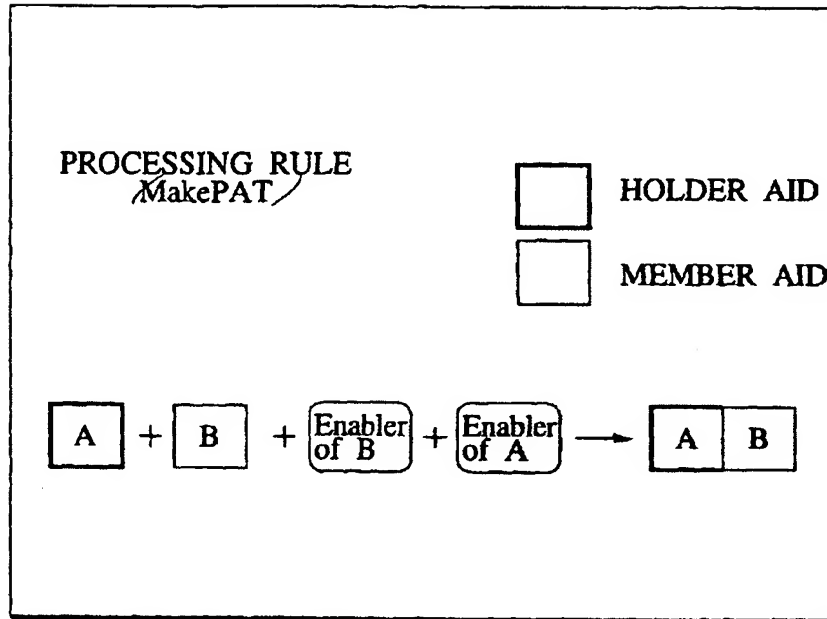 PROCESSING RULE
MakePAT
HOLDER AID
MEMBER AID
A + B + Enabler of B + Enabler of A → A B